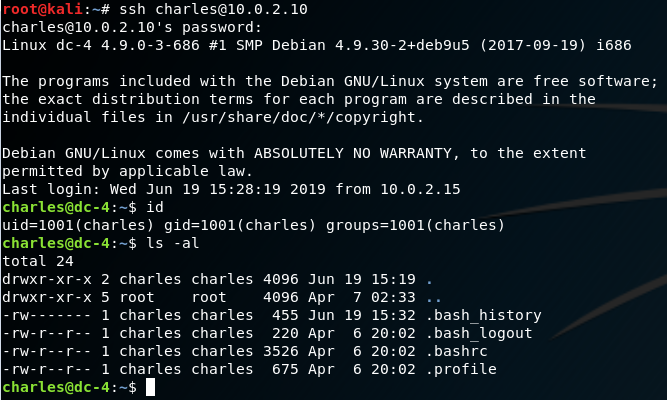 root@kali:~# ssh charles@10.0.2.10
charles@10.0.2.10's password:
Linux dc-4 4.9.0-3-686 #1 SMP Debian 4.9.30-2+deb9u5 (2017-09-19) i686

The programs included with the Debian GNU/Linux system are free software;
the exact distribution terms for each program are described in the
individual files in /usr/share/doc/*/copyright.

Debian GNU/Linux comes with ABSOLUTELY NO WARRANTY, to the extent
permitted by applicable law.
Last login: Wed Jun 19 15:28:19 2019 from 10.0.2.15
charles@dc-4:~$ id
uid=1001(charles) gid=1001(charles) groups=1001(charles)
charles@dc-4:~$ ls -al
total 24
drwxr-xr-x 2 charles charles 4096 Jun 19 15:19 .
drwxr-xr-x 5 root    root    4096 Apr  7 02:33 ..
-rw------- 1 charles charles  455 Jun 19 15:32 .bash_history
-rw-r--r-- 1 charles charles  220 Apr  6 20:02 .bash_logout
-rw-r--r-- 1 charles charles 3526 Apr  6 20:02 .bashrc
-rw-r--r-- 1 charles charles  675 Apr  6 20:02 .profile
charles@dc-4:~$